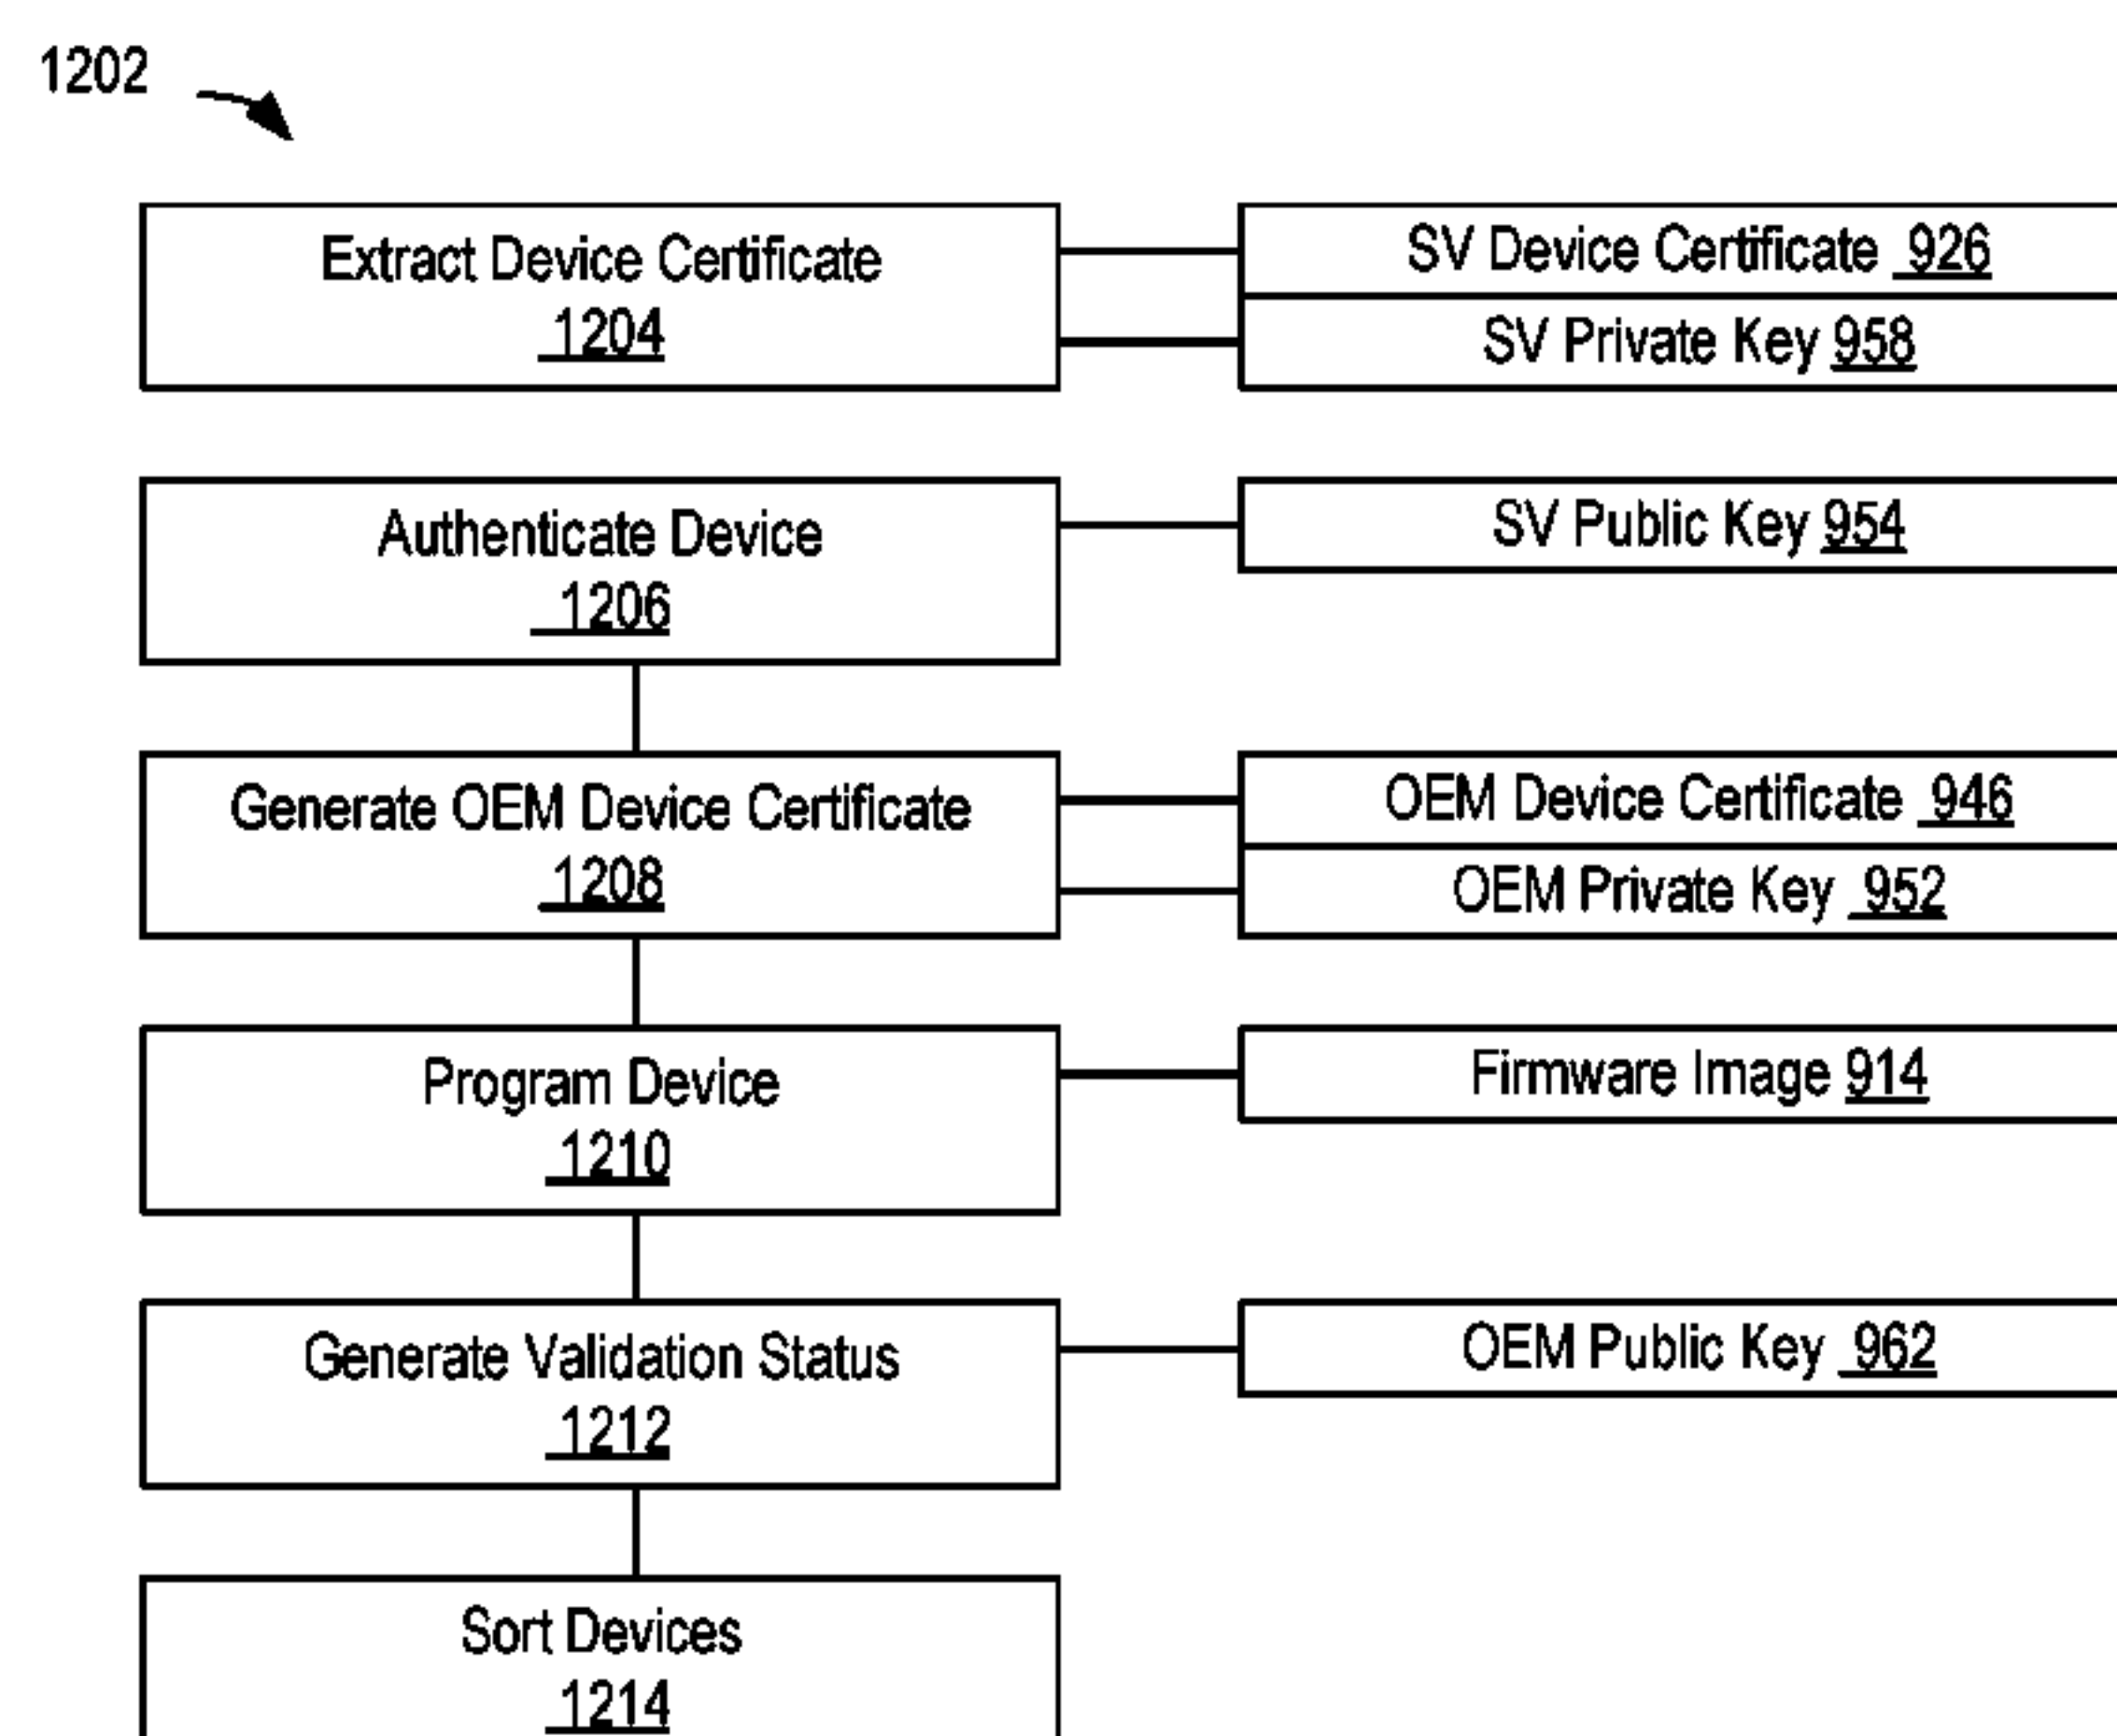 1202
Extract Device Certificate
1204
SV Device Certificate 926
SV Private Key 958
Authenticate Device
1206
SV Public Key 954
Generate OEM Device Certificate
1208
OEM Device Certificate 946
OEM Private Key 952
Program Device
1210
Firmware Image 914
Generate Validation Status
1212
OEM Public Key 962
Sort Devices
1214